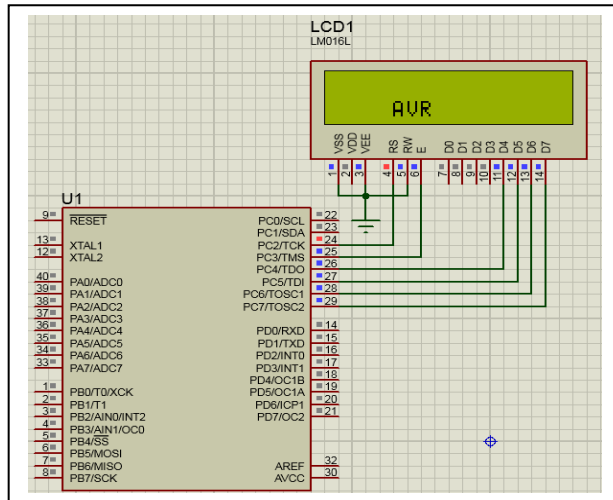 LCD1
LM016L
AVR
VSS VDD VEE RS RW E D0 D1 D2 D3 D4 D5 D6 D7
1 2 3 4 5 6 7 8 9 10 11 12 13 14
U1
9 RESET PC0/SCL 22
PC1/SDA 23
13 XTAL1 PC2/TCK 24
12 XTAL2 PC3/TMS 25
PC4/TDO 26
40 PA0/ADC0 PC5/TDI 27
39 PA1/ADC1 PC6/TOSC1 28
38 PA2/ADC2 PC7/TOSC2 29
37 PA3/ADC3
36 PA4/ADC4 PD0/RXD 14
35 PA5/ADC5 PD1/TXD 15
34 PA6/ADC6 PD2/INT0 16
33 PA7/ADC7 PD3/INT1 17
PD4/OC1B 18
1 PB0/T0/XCK PD5/OC1A 19
2 PB1/T1 PD6/ICP1 20
3 PB2/AIN0/INT2 PD7/OC2 21
4 PB3/AIN1/OC0
5 PB4/SS
6 PB5/MOSI
7 PB6/MISO AREF 32
8 PB7/SCK AVCC 30